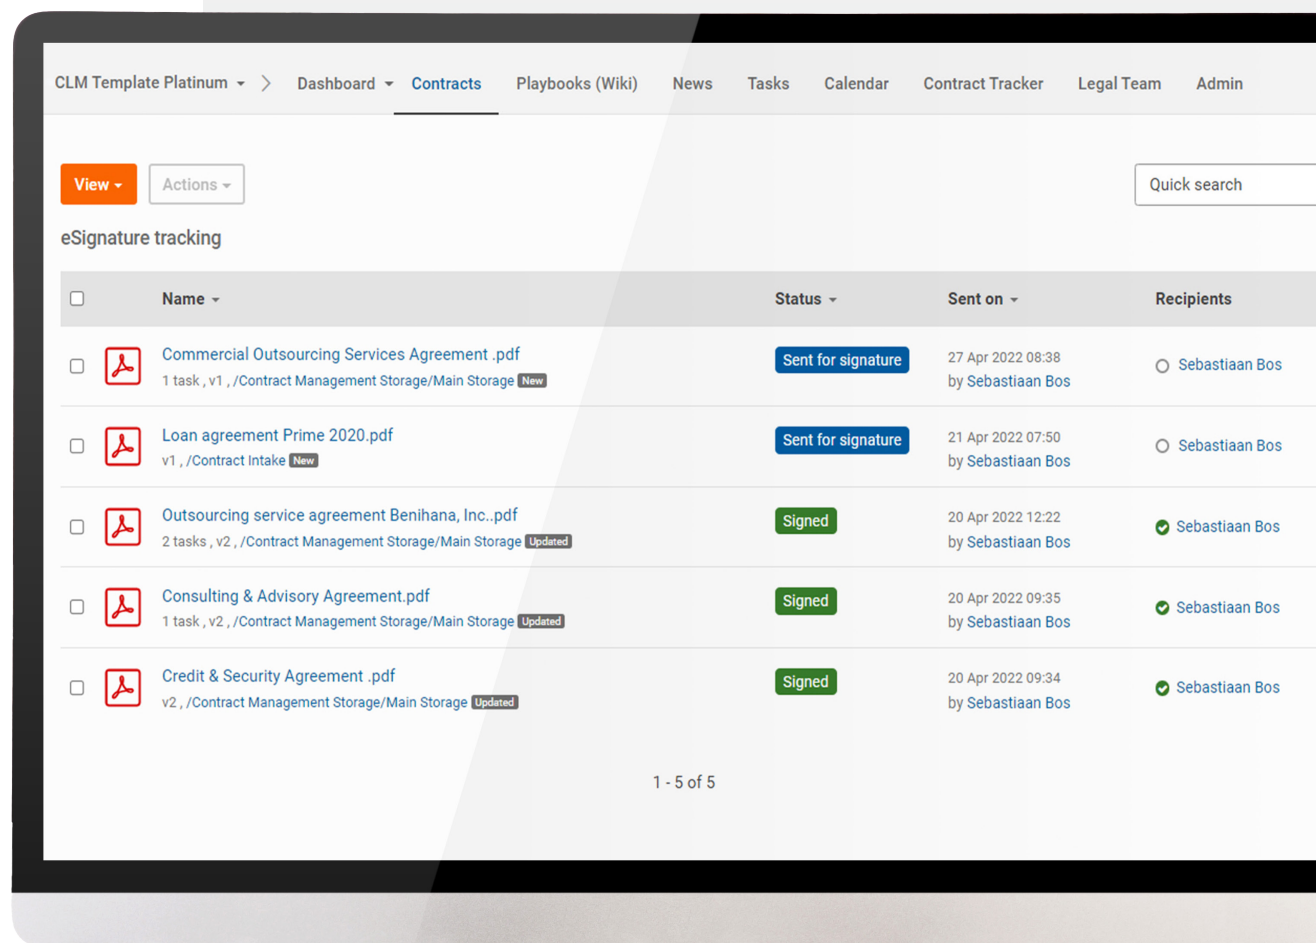 CLM Template Platinum Dashboard Contracts Playbooks (Wiki) News Tasks Calendar Contract Tracker Legal Team Admin
View Actions Quick search
eSignature tracking
Name Status Sent on Recipients
Commercial Outsourcing Services Agreement .pdf Sent for signature 27 Apr 2022 08:38 Sebastiaan Bos
1 task , v1 , /Contract Management Storage/Main Storage New by Sebastiaan Bos
Loan agreement Prime 2020.pdf Sent for signature 21 Apr 2022 07:50 Sebastiaan Bos
v1 , /Contract Intake New by Sebastiaan Bos
Outsourcing service agreement Benihana, Inc..pdf Signed 20 Apr 2022 12:22 Sebastiaan Bos
2 tasks , v2 , /Contract Management Storage/Main Storage Updated by Sebastiaan Bos
Consulting & Advisory Agreement.pdf Signed 20 Apr 2022 09:35 Sebastiaan Bos
1 task , v2 , /Contract Management Storage/Main Storage Updated by Sebastiaan Bos
Credit & Security Agreement .pdf Signed 20 Apr 2022 09:34 Sebastiaan Bos
v2 , /Contract Management Storage/Main Storage Updated by Sebastiaan Bos
1 - 5 of 5